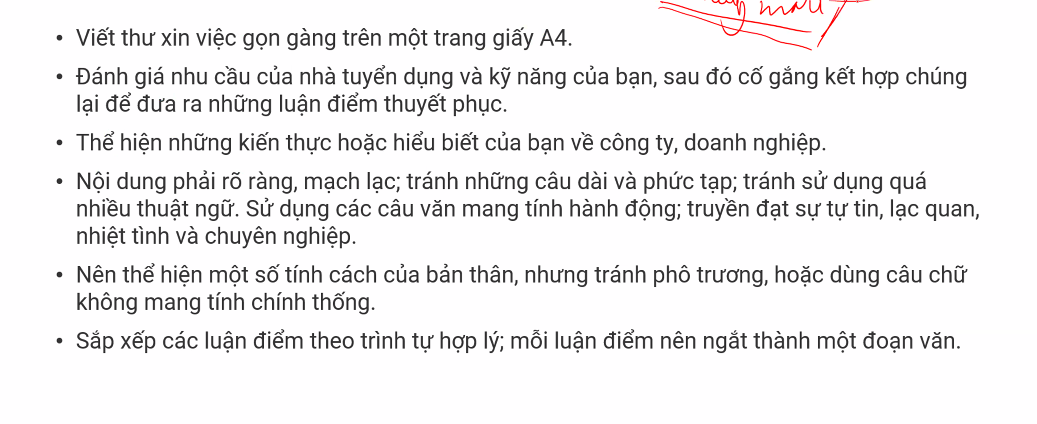 • Viết thư xin việc gọn gàng trên một trang giấy A4.
• Đánh giá nhu cầu của nhà tuyển dụng và kỹ năng của bạn, sau đó cố gắng kết hợp chúng
lại để đưa ra những luận điểm thuyết phục.
• Thể hiện những kiến thực hoặc hiểu biết của bạn về công ty, doanh nghiệp.
• Nội dung phải rõ ràng, mạch lạc; tránh những câu dài và phức tạp; tránh sử dụng quá
nhiều thuật ngữ. Sử dụng các câu văn mang tính hành động; truyền đạt sự tự tin, lạc quan,
nhiệt tình và chuyên nghiệp.
• Nên thể hiện một số tính cách của bản thân, nhưng tránh phô trương, hoặc dùng câu chữ
không mang tính chính thống.
• Sắp xếp các luận điểm theo trình tự hợp lý; mỗi luận điểm nên ngắt thành một đoạn văn.